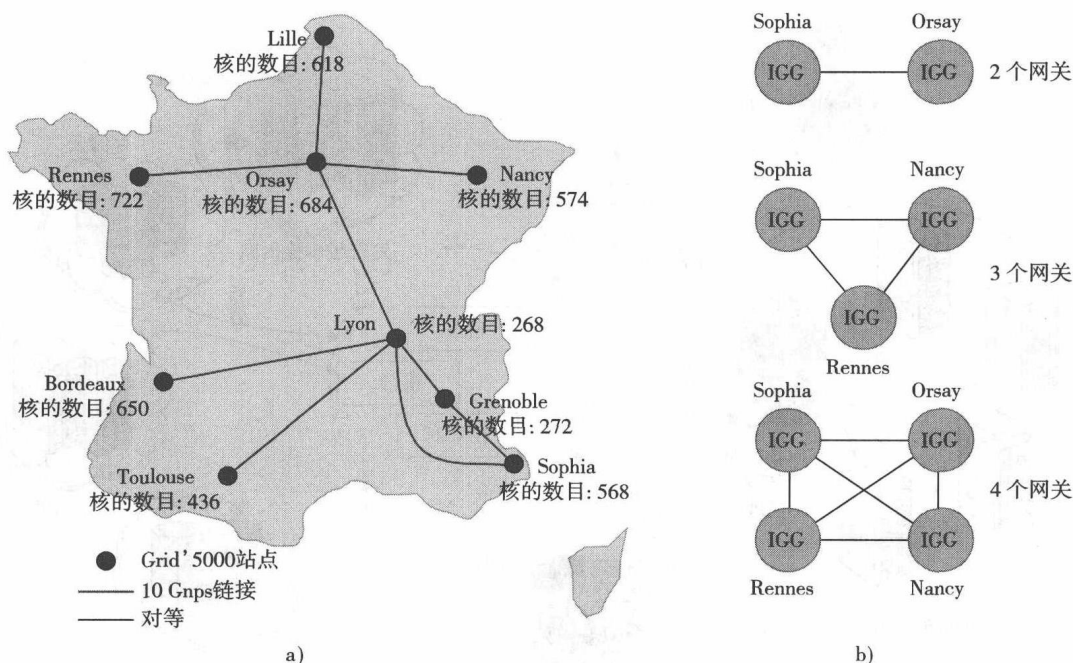 Lille
核的数目: 618
Rennes
核的数目: 722
Orsay
核的数目: 684
Nancy
核的数目: 574
Lyon
核的数目: 268
Bordeaux
核的数目: 650
Grenoble
核的数目: 272
Toulouse
核的数目: 436
Sophia
核的数目: 568
Grid'5000站点
10 Gnps链接
对等
a)
Sophia
Orsay
IGG
IGG
2 个网关
Sophia
Nancy
IGG
IGG
3 个网关
IGG
Rennes
Sophia
Orsay
IGG
IGG
4 个网关
IGG
IGG
Rennes
Nancy
b)